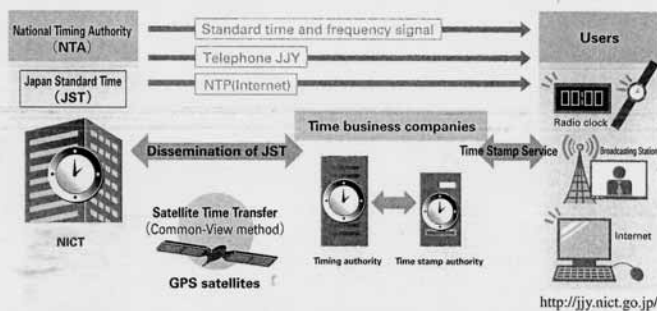 National Timing Authority
(NTA)
Standard time and frequency signal
Telephone JJY
NTP(Internet)
Users
Japan Standard Time
(JST)
00:00
Radio clock
Time business companies
Dissemination of JST
Time Stamp Service
Broadcasting Station
Satellite Time Transfer
(Common-View method)
NICT
Internet
GPS satellites
Timing authority
Time stamp authority
http://jjy.nict.go.jp/